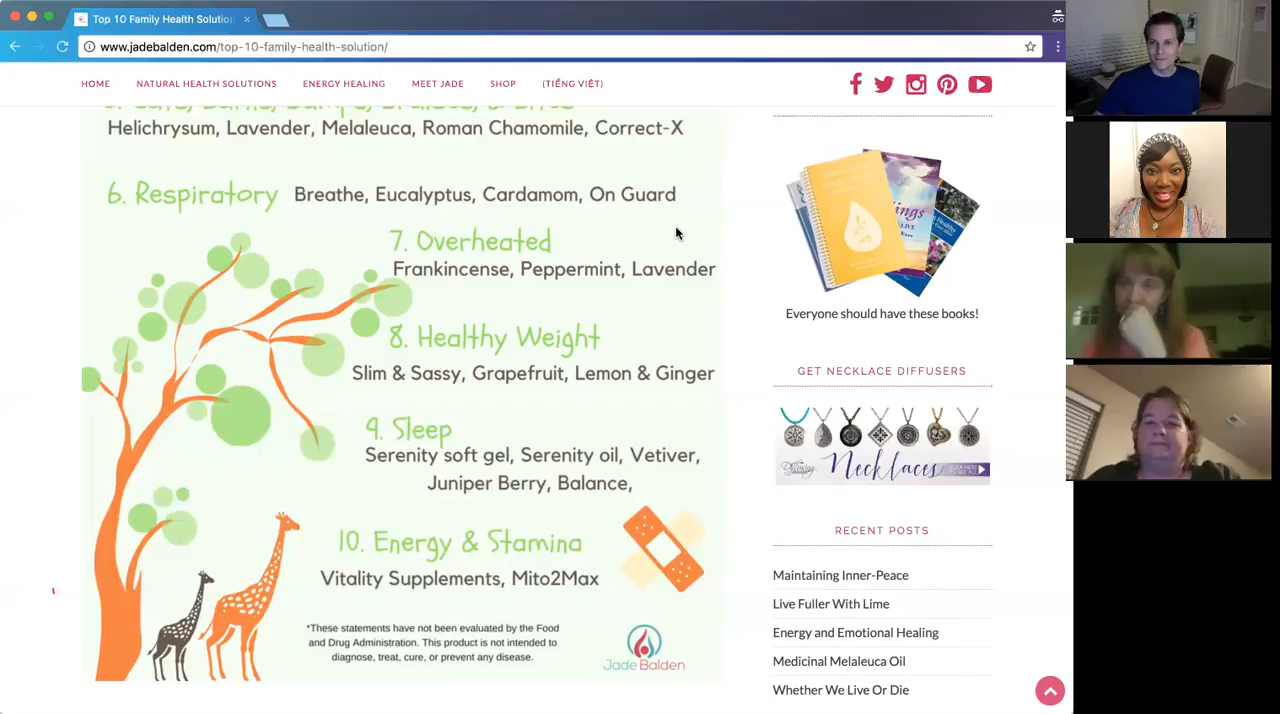 Top 10 Family Health Solution
www.jadebalden.com/top-10-family-health-solution/
HOME NATURAL HEALTH SOLUTIONS ENERGY HEALING MEET JADE SHOP (TIẾNG VIỆT)
Helichrysum, Lavender, Melaleuca, Roman Chamomile, Correct-X
6. Respiratory Breathe, Eucalyptus, Cardamom, On Guard
7. Overheated
Frankincense, Peppermint, Lavender
8. Healthy Weight
Slim & Sassy, Grapefruit, Lemon & Ginger
9. Sleep
Serenity soft gel, Serenity oil, Vetiver,
Juniper Berry, Balance,
10. Energy & Stamina
Vitality Supplements, Mito2Max
*These statements have not been evaluated by the Food
and Drug Administration. This product is not intended to
diagnose, treat, cure, or prevent any disease.
Jade Balden
Everyone should have these books!
GET NECKLACE DIFFUSERS
Necklaces
RECENT POSTS
Maintaining Inner-Peace
Live Fuller With Lime
Energy and Emotional Healing
Medicinal Melaleuca Oil
Whether We Live Or Die